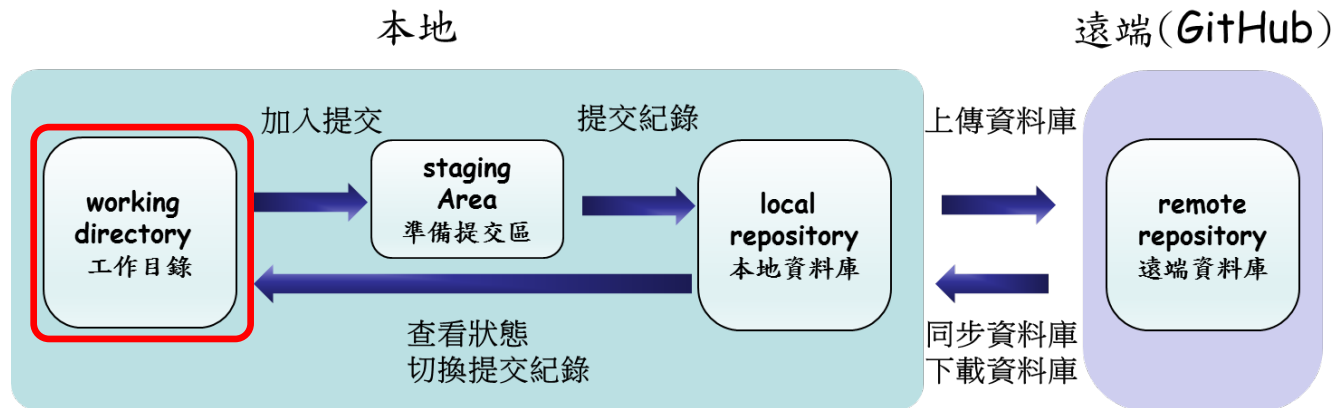 本地
遠端(GitHub)
加入提交
提交紀錄
上傳資料庫
working
directory
工作目錄
staging
Area
準備提交區
local
repository
本地資料庫
remote
repository
遠端資料庫
查看狀態
切換提交紀錄
同步資料庫
下載資料庫